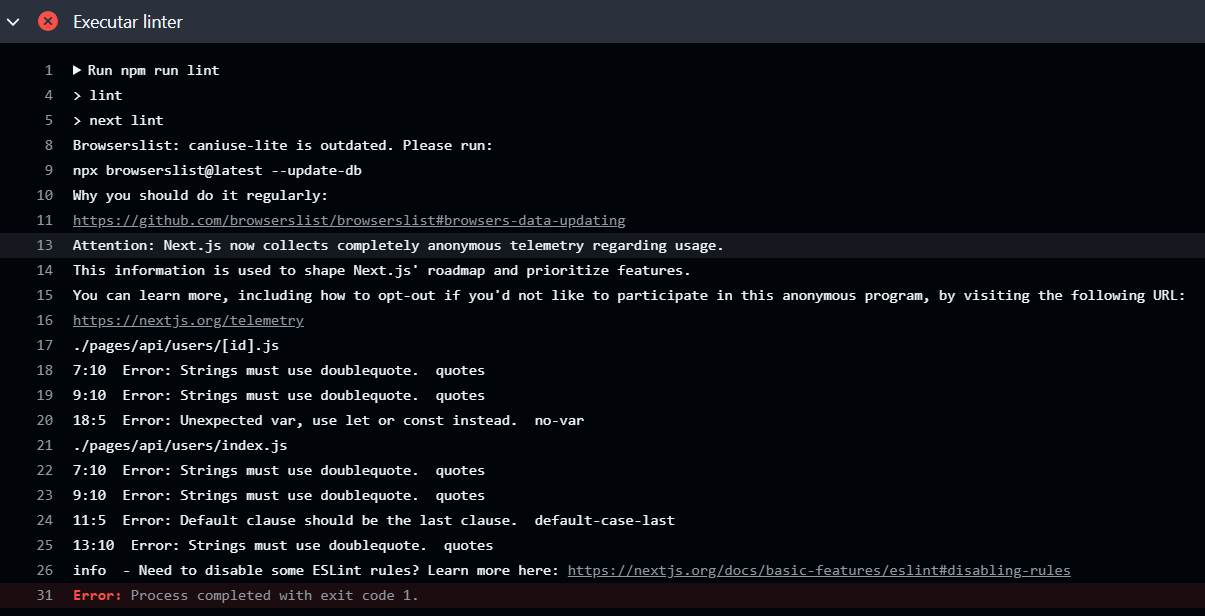 Executar linter
1 Run npm run lint
4 > lint
5 > next lint
8 Browserslist: caniuse-lite is outdated. Please run:
9 npx browserslist@latest --update-db
10 Why you should do it regularly:
11 https://github.com/browserslist/browserslist#browsers-data-updating
13 Attention: Next.js now collects completely anonymous telemetry regarding usage.
14 This information is used to shape Next.js' roadmap and prioritize features.
15 You can learn more, including how to opt-out if you'd not like to participate in this anonymous program, by visiting the following URL:
16 https://nextjs.org/telemetry
17 ./pages/api/users/[id].js
18 7:10  Error: Strings must use doublequote.  quotes
19 9:10  Error: Strings must use doublequote.  quotes
20 18:5  Error: Unexpected var, use let or const instead.  no-var
21 ./pages/api/users/index.js
22 7:10  Error: Strings must use doublequote.  quotes
23 9:10  Error: Strings must use doublequote.  quotes
24 11:5  Error: Default clause should be the last clause.  default-case-last
25 13:10  Error: Strings must use doublequote.  quotes
26 info  - Need to disable some ESLint rules? Learn more here: https://nextjs.org/docs/basic-features/eslint#disabling-rules
31 Error: Process completed with exit code 1.